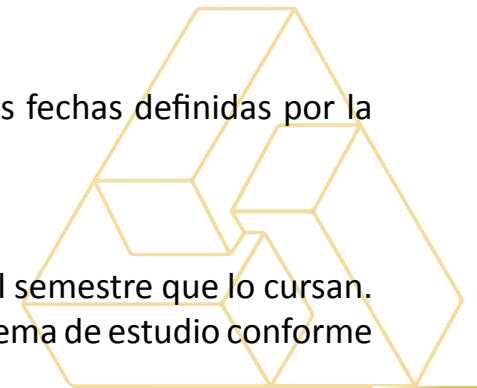 s fechas definidas por la
l semestre que lo cursan.
ema de estudio conforme